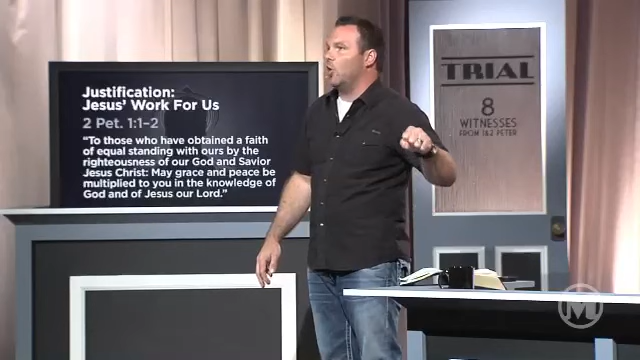 Justification:
Jesus' Work For Us
2 Pet. 1:1-2
"To those who have obtained a faith
of equal standing with ours by the
righteousness of our God and Savior
Jesus Christ: May grace and peace be
multiplied to you in the knowledge of
God and of Jesus our Lord."
TRIAL
8
WITNESSES
FROM 1&2 PETER
M